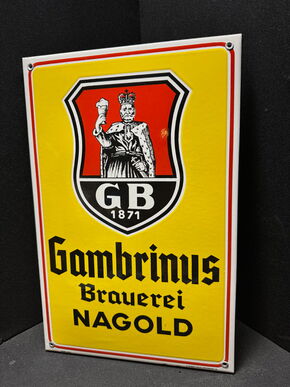 GB
1871
Gambrinus
Brauerei
NAGOLD